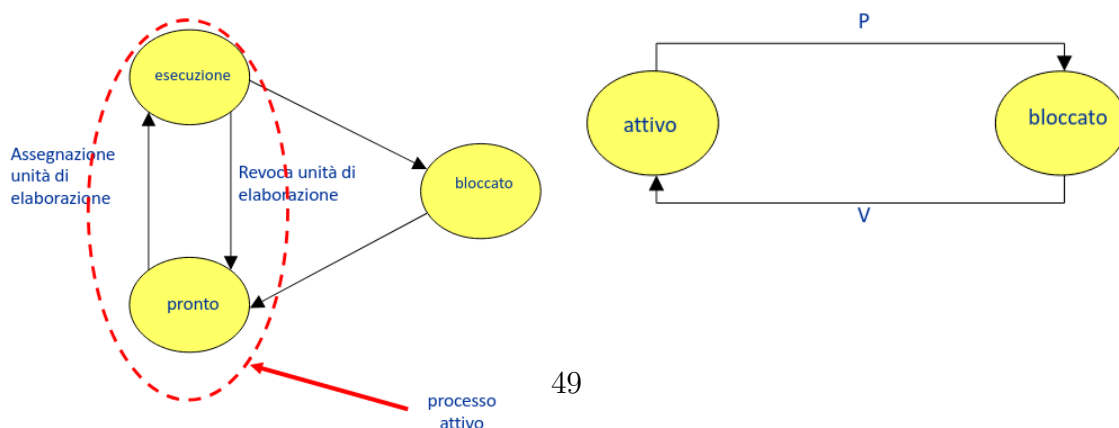 esecuzione
Assegnazione
unità di
elaborazione
Revoca unità di
elaborazione
bloccato
pronto
processo
attivo
P
attivo
bloccato
V
49